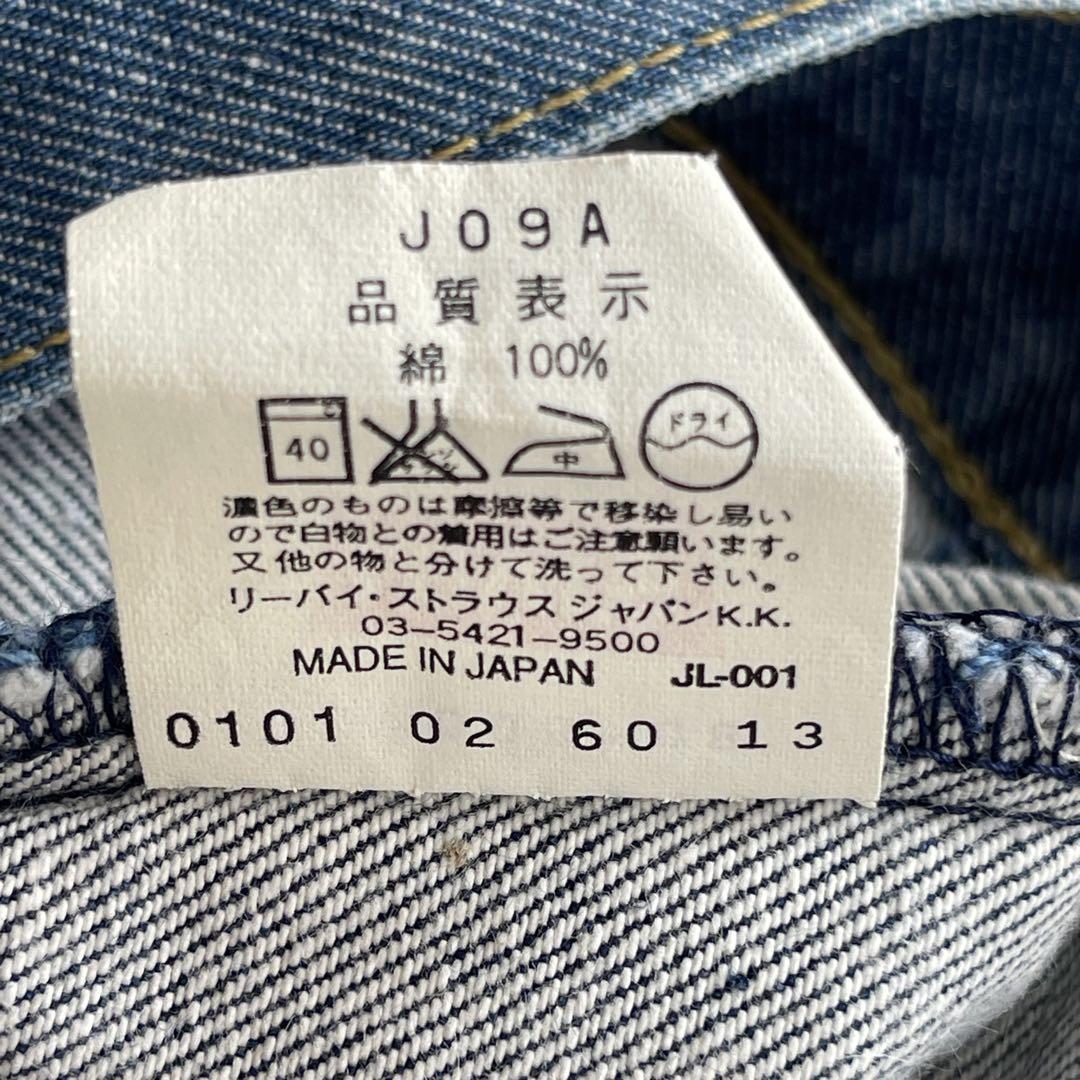 J09A
品質表示
綿 100%
40 中 ドライ
濃色のものは摩擦等で移染し易い
ので白物との着用はご注意願います。
又他の物と分けて洗って下さい。
リーバイ・ストラウス ジャパンK.K.
03-5421-9500
MADE IN JAPAN JL-001
0101 02 60 13